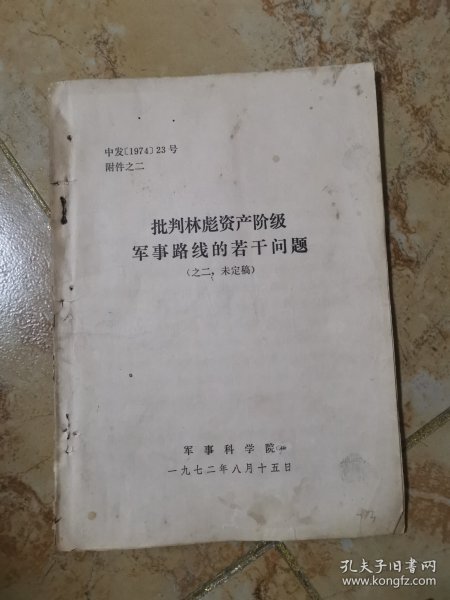 中发〔1974〕23号
附件之二
批判林彪资产阶级
军事路线的若干问题
（之二，未定稿）
军事科学院
一九七二年八月十五日
孔夫子旧书网
www.kongfz.com